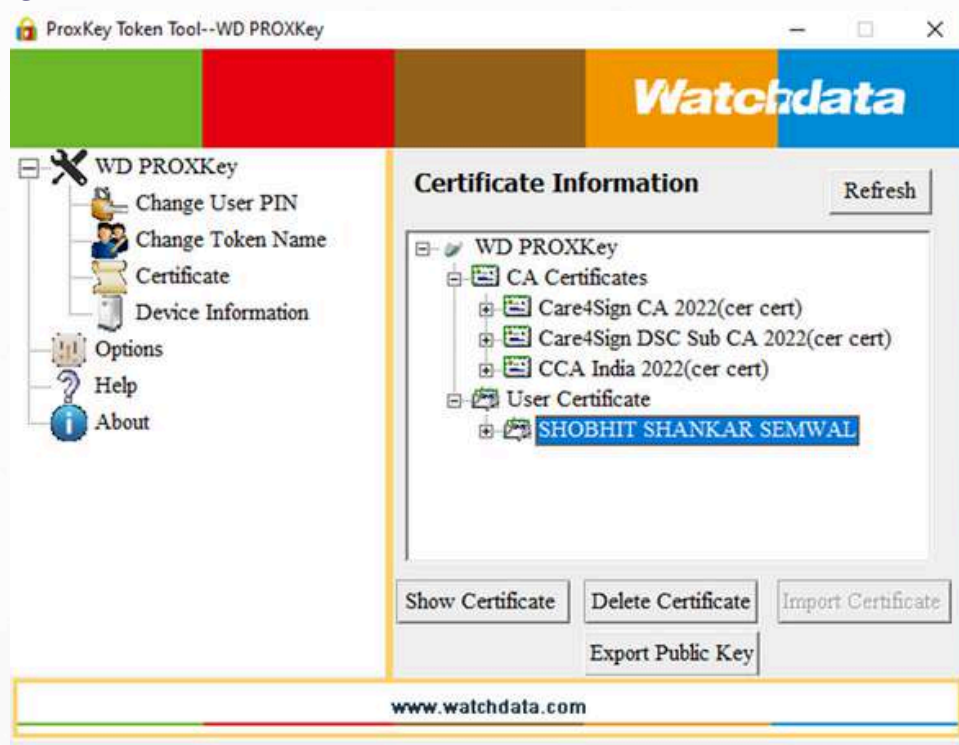 ProxKey Token Tool--WD PROXKey
Watchdata
WD PROXKey
Change User PIN
Change Token Name
Certificate
Device Information
Options
Help
About
Certificate Information
Refresh
WD PROXKey
CA Certificates
Care4Sign CA 2022(cer cert)
Care4Sign DSC Sub CA 2022(cer cert)
CCA India 2022(cer cert)
User Certificate
SHOBHIT SHANKAR SEMWAL
Show Certificate
Delete Certificate
Import Certificate
Export Public Key
www.watchdata.com